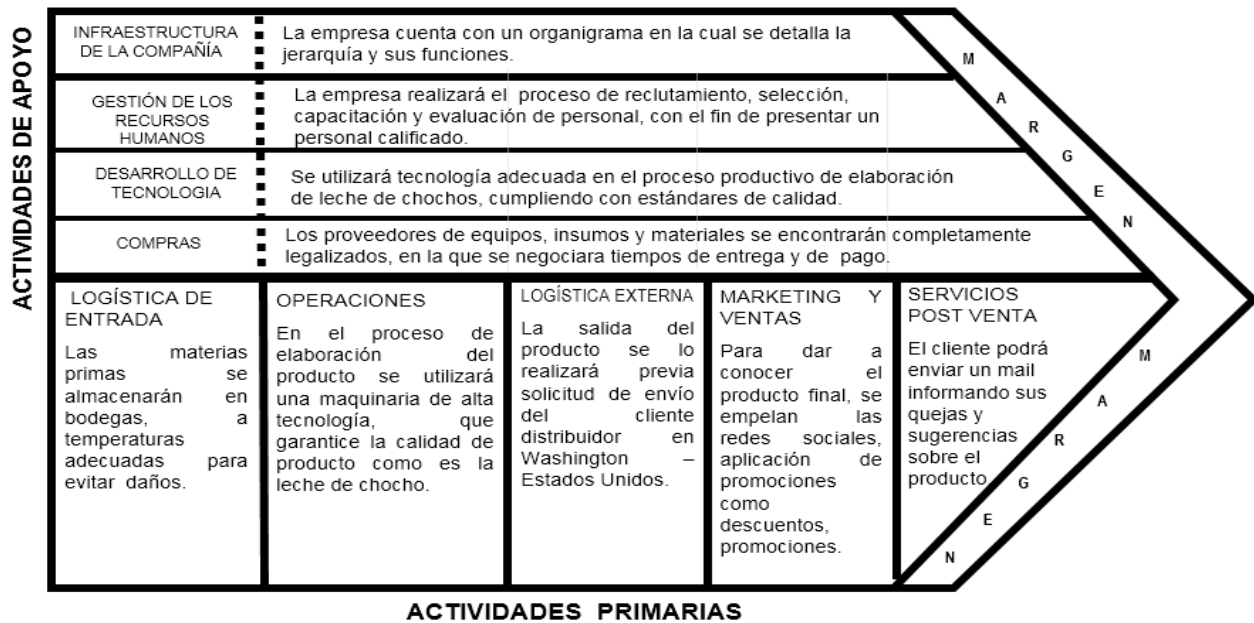 ACTIVIDADES DE APOYO
INFRAESTRUCTURA
DE LA COMPAÑÍA
La empresa cuenta con un organigrama en la cual se detalla la
jerarquía y sus funciones.
GESTIÓN DE LOS
RECURSOS
HUMANOS
La empresa realizará el proceso de reclutamiento, selección,
capacitación y evaluación de personal, con el fin de presentar un
personal calificado.
DESARROLLO DE
TECNOLOGIA
Se utilizará tecnología adecuada en el proceso productivo de elaboración
de leche de chochos, cumpliendo con estándares de calidad.
COMPRAS
Los proveedores de equipos, insumos y materiales se encontrarán completamente
legalizados, en la que se negociara tiempos de entrega y de pago.
MARGEN
LOGÍSTICA DE
ENTRADA
Las materias
primas se
almacenarán en
bodegas, a
temperaturas
adecuadas para
evitar daños.
OPERACIONES
En el proceso de
elaboración del
producto se utilizará
una maquinaria de alta
tecnología, que
garantice la calidad de
producto como es la
leche de chocho.
LOGÍSTICA EXTERNA
La salida del
producto se lo
realizará previa
solicitud de envío
del cliente
distribuidor en
Washington –
Estados Unidos.
MARKETING Y
VENTAS
Para dar a
conocer el
producto final, se
empelan las
redes sociales,
aplicación de
promociones
como
descuentos,
promociones.
SERVICIOS
POST VENTA
El cliente podrá
enviar un mail
informando sus
quejas y
sugerencias
sobre el
producto
MARGEN
ACTIVIDADES PRIMARIAS